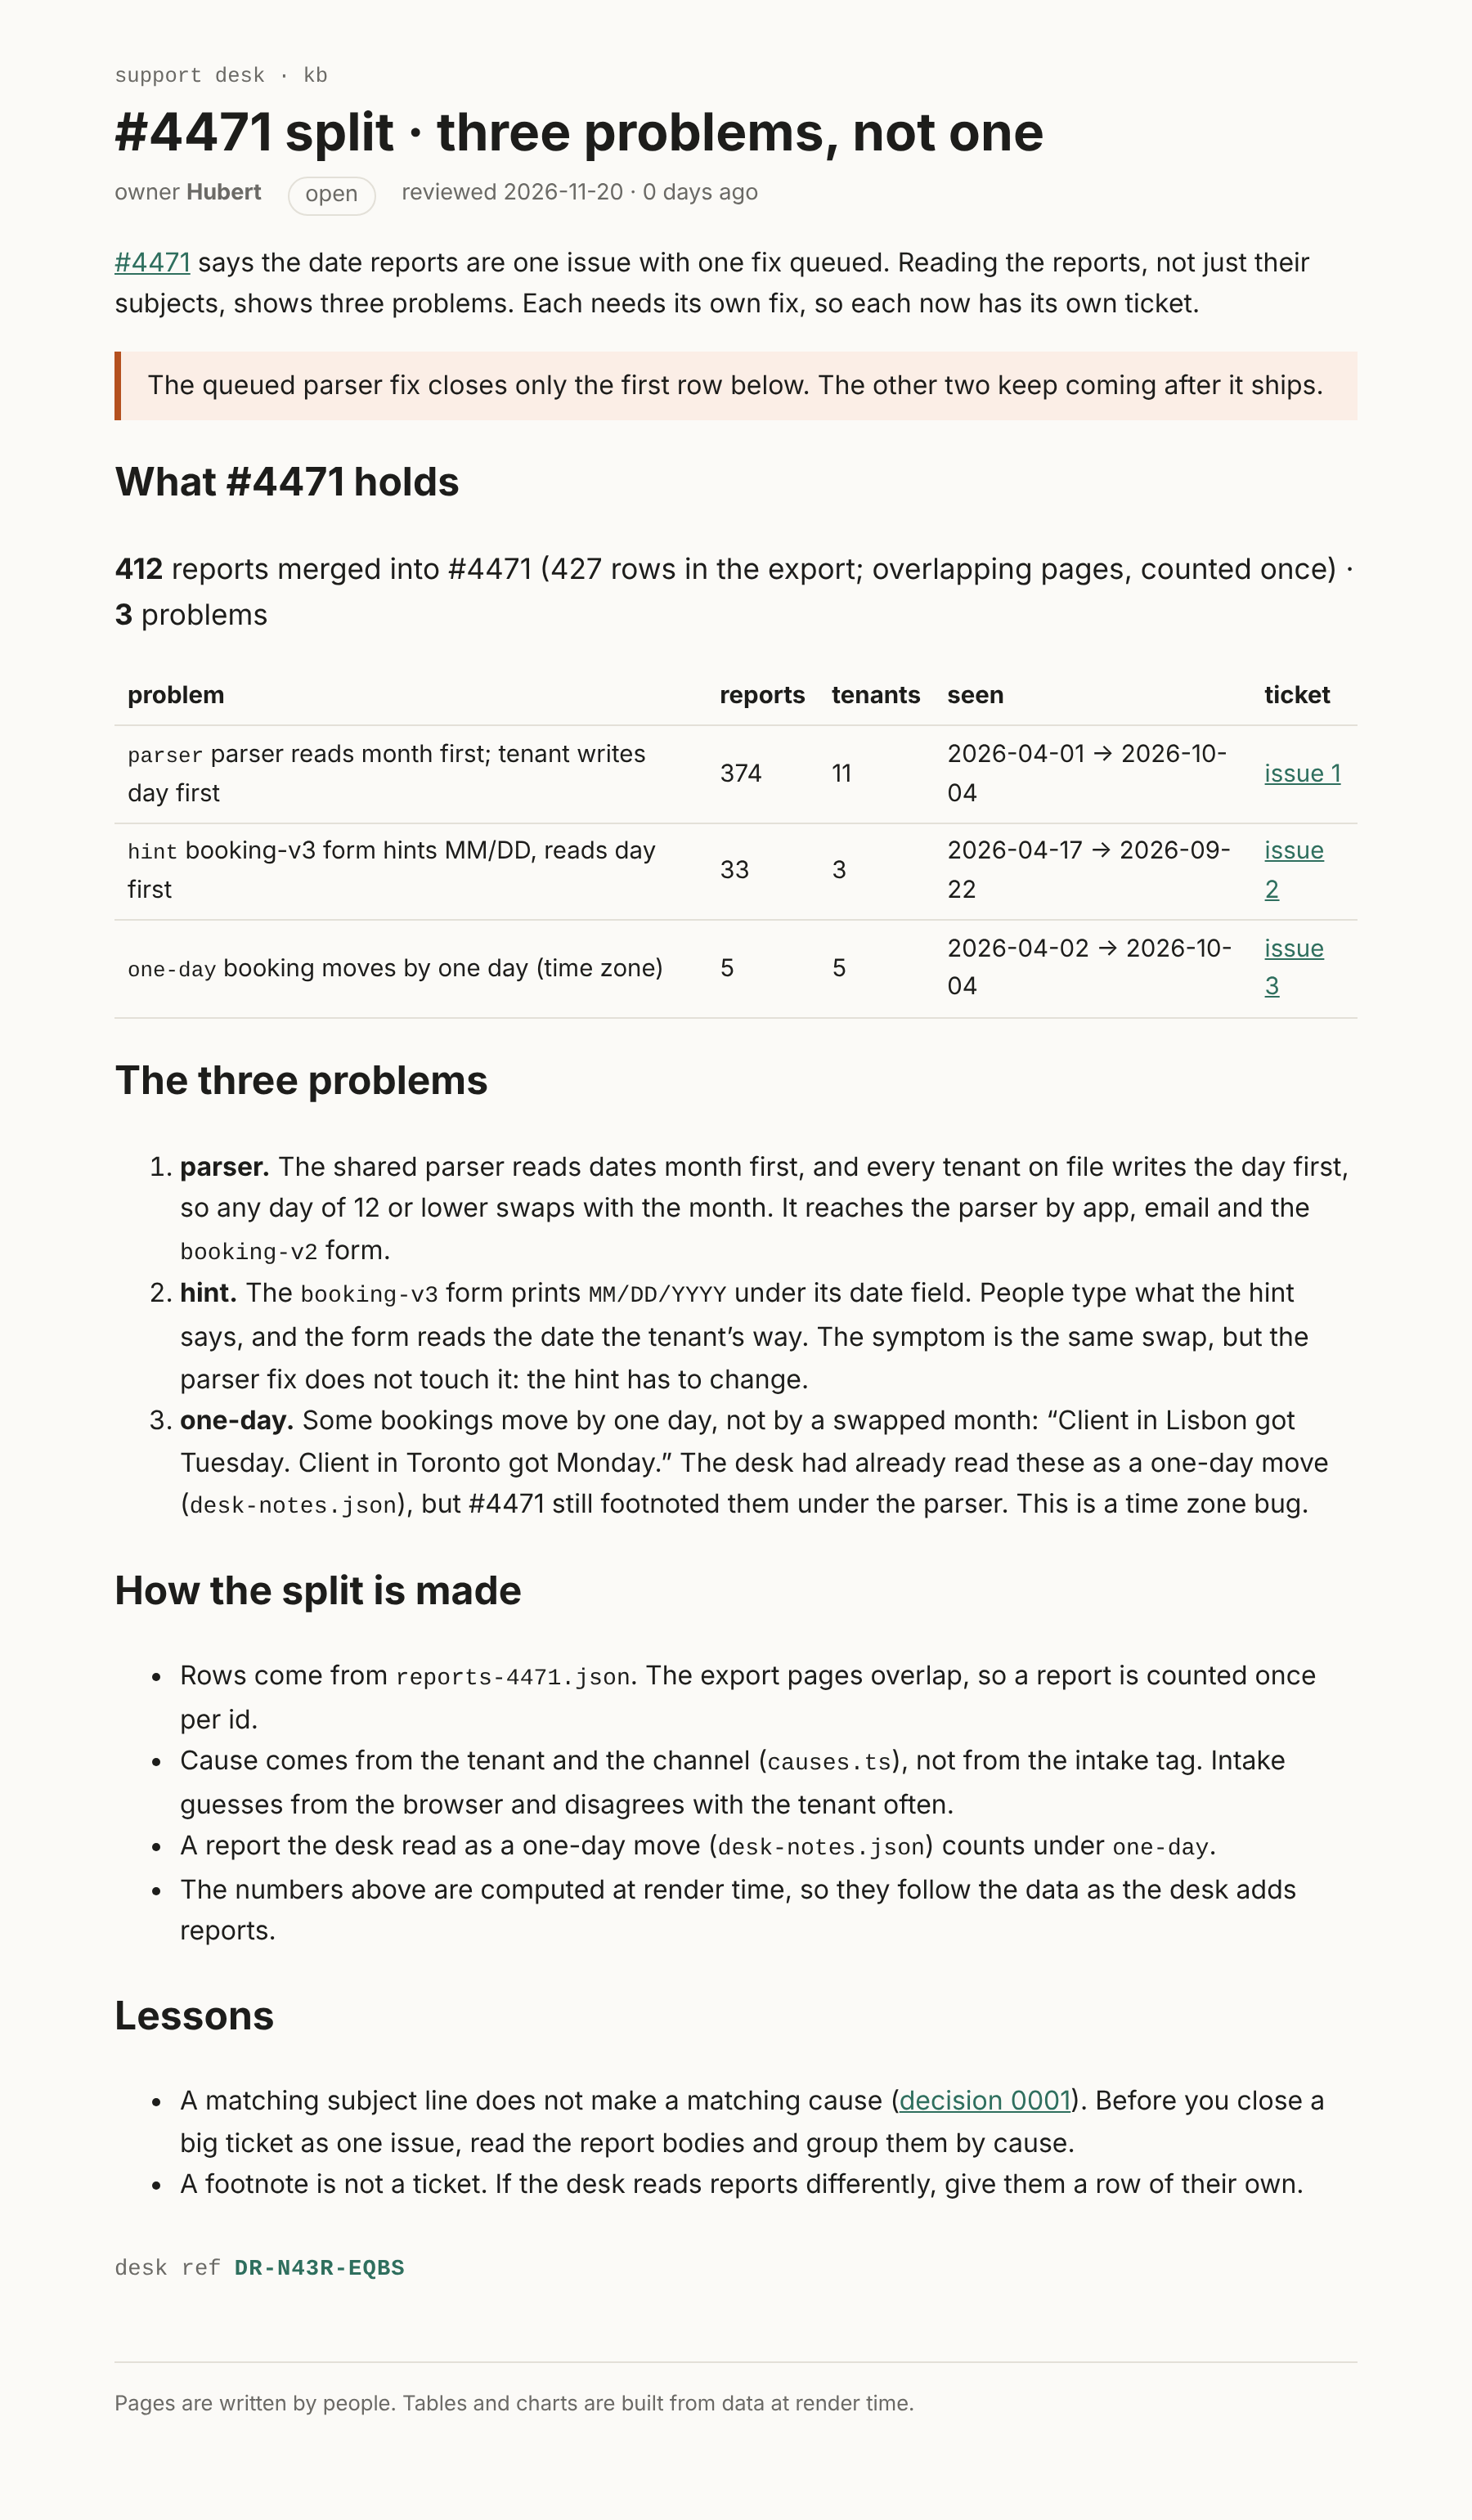 support desk · kb
#4471 split · three problems, not one
owner Hubert open reviewed 2026-11-20 · 0 days ago
#4471 says the date reports are one issue with one fix queued. Reading the reports, not just their
subjects, shows three problems. Each needs its own fix, so each now has its own ticket.
The queued parser fix closes only the first row below. The other two keep coming after it ships.
What #4471 holds
412 reports merged into #4471 (427 rows in the export; overlapping pages, counted once) ·
3 problems
problem reports tenants seen ticket
parser parser reads month first; tenant writes
day first
374 11
2026-04-01 → 2026-10-
04
issue 1
hint booking-v3 form hints MM/DD, reads day
first
33 3
2026-04-17 → 2026-09-
22
issue
2
one-day booking moves by one day (time zone)
5 5
2026-04-02 → 2026-10-
04
issue
3
The three problems
1. parser. The shared parser reads dates month first, and every tenant on file writes the day first,
so any day of 12 or lower swaps with the month. It reaches the parser by app, email and the
booking-v2 form.
2. hint. The booking-v3 form prints MM/DD/YYYY under its date field. People type what the hint
says, and the form reads the date the tenant’s way. The symptom is the same swap, but the
parser fix does not touch it: the hint has to change.
3. one-day. Some bookings move by one day, not by a swapped month: “Client in Lisbon got
Tuesday. Client in Toronto got Monday.” The desk had already read these as a one-day move
(desk-notes.json), but #4471 still footnoted them under the parser. This is a time zone bug.
How the split is made
• Rows come from reports-4471.json. The export pages overlap, so a report is counted once
per id.
• Cause comes from the tenant and the channel (causes.ts), not from the intake tag. Intake
guesses from the browser and disagrees with the tenant often.
• A report the desk read as a one-day move (desk-notes.json) counts under one-day.
• The numbers above are computed at render time, so they follow the data as the desk adds
reports.
Lessons
• A matching subject line does not make a matching cause (decision 0001). Before you close a
big ticket as one issue, read the report bodies and group them by cause.
• A footnote is not a ticket. If the desk reads reports differently, give them a row of their own.
desk ref DR-N43R-EQBS
Pages are written by people. Tables and charts are built from data at render time.